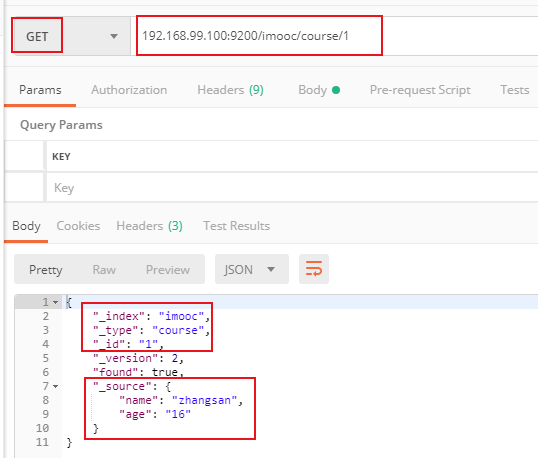 GET 192.168.99.100:9200/imooc/course/1
Params Authorization Headers (9) Body Pre-request Script Tests
Query Params
KEY
Key
Body Cookies Headers (3) Test Results
Pretty Raw Preview JSON
1 {
2 "_index": "imooc",
3 "_type": "course",
4 "_id": "1",
5 "_version": 2,
6 "found": true,
7 "_source": {
8 "name": "zhangsan",
9 "age": "16"
10 }
11 }